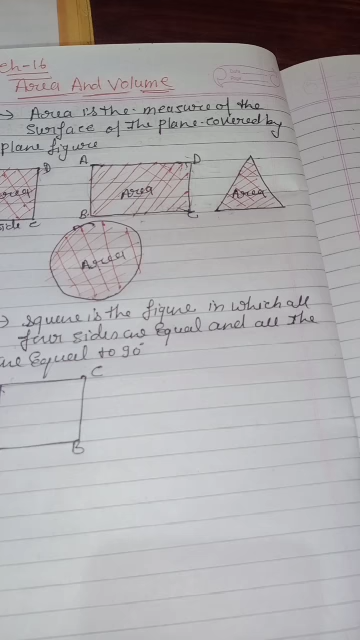 ch-16
Area And Volume
→ Area is the measure of the
surface of the plane covered by
plane figure
A D
D
Area
Area
Area
B C
side C
Area
→ square is the figure in which all
four sides are Equal and all the
are Equal to 90°
C
B